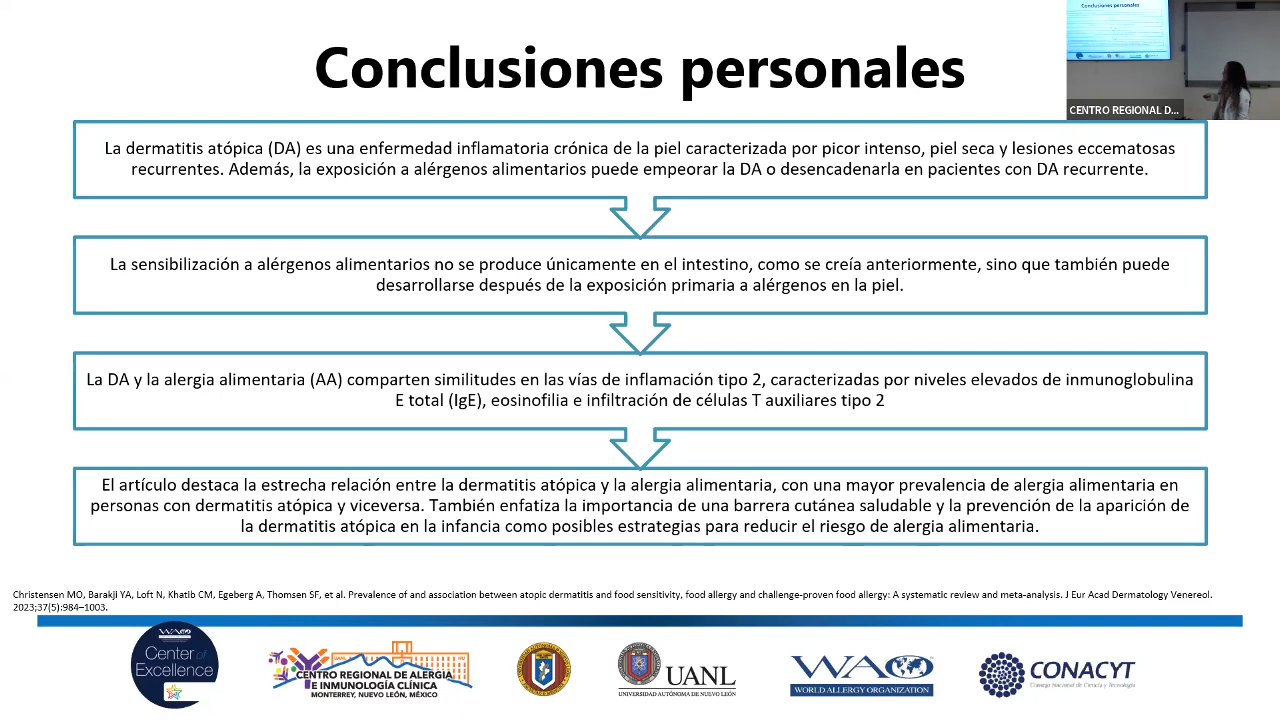 Conclusiones personales
Conclusiones personales
CENTRO REGIONAL D...
La dermatitis atópica (DA) es una enfermedad inflamatoria crónica de la piel caracterizada por picor intenso, piel seca y lesiones eccematosas
recurrentes. Además, la exposición a alérgenos alimentarios puede empeorar la DA o desencadenarla en pacientes con DA recurrente.
La sensibilización a alérgenos alimentarios no se produce únicamente en el intestino, como se creía anteriormente, sino que también puede
desarrollarse después de la exposición primaria a alérgenos en la piel.
La DA y la alergia alimentaria (AA) comparten similitudes en las vías de inflamación tipo 2, caracterizadas por niveles elevados de inmunoglobulina
E total (IgE), eosinofilia e infiltración de células T auxiliares tipo 2
El artículo destaca la estrecha relación entre la dermatitis atópica y la alergia alimentaria, con una mayor prevalencia de alergia alimentaria en
personas con dermatitis atópica y viceversa. También enfatiza la importancia de una barrera cutánea saludable y la prevención de la aparición de
la dermatitis atópica en la infancia como posibles estrategias para reducir el riesgo de alergia alimentaria.
Christensen MO, Barakji YA, Loft N, Khatib CM, Egeberg A, Thomsen SF, et al. Prevalence of and association between atopic dermatitis and food sensitivity, food allergy and challenge-proven food allergy: A systematic review and meta-analysis. J Eur Acad Dermatology Venereol.
2023;37(5):984–1003.
WAO
Center of
Excellence
CENTRO REGIONAL DE ALERGIA
E INMUNOLOGÍA CLÍNICA
MONTERREY, NUEVO LEÓN, MÉXICO
UANL
UNIVERSIDAD AUTÓNOMA DE NUEVO LEÓN
WAO
WORLD ALLERGY ORGANIZATION
CONACYT
Consejo Nacional de Ciencia y Tecnología